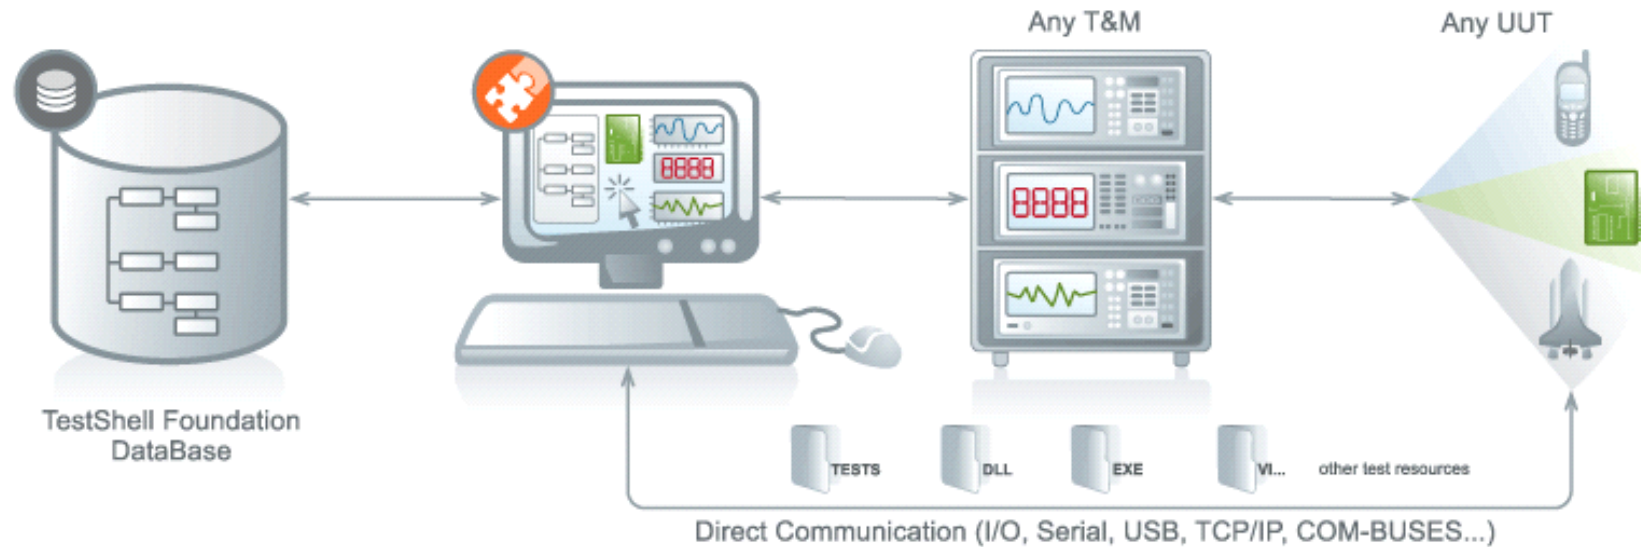 Any T&M
Any UUT
8888
8888
TestShell Foundation
DataBase
TESTS
DLL
EXE
VI...
other test resources
Direct Communication (I/O, Serial, USB, TCP/IP, COM-BUSES...)